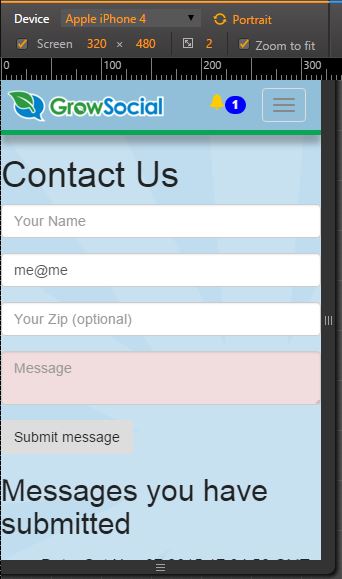 Device Apple iPhone 4 Portrait
Screen 320 × 480 2 Zoom to fit
0 100 200 300
GrowSocial 1
Contact Us
Your Name
me@me
Your Zip (optional)
Message
Submit message
Messages you have
submitted